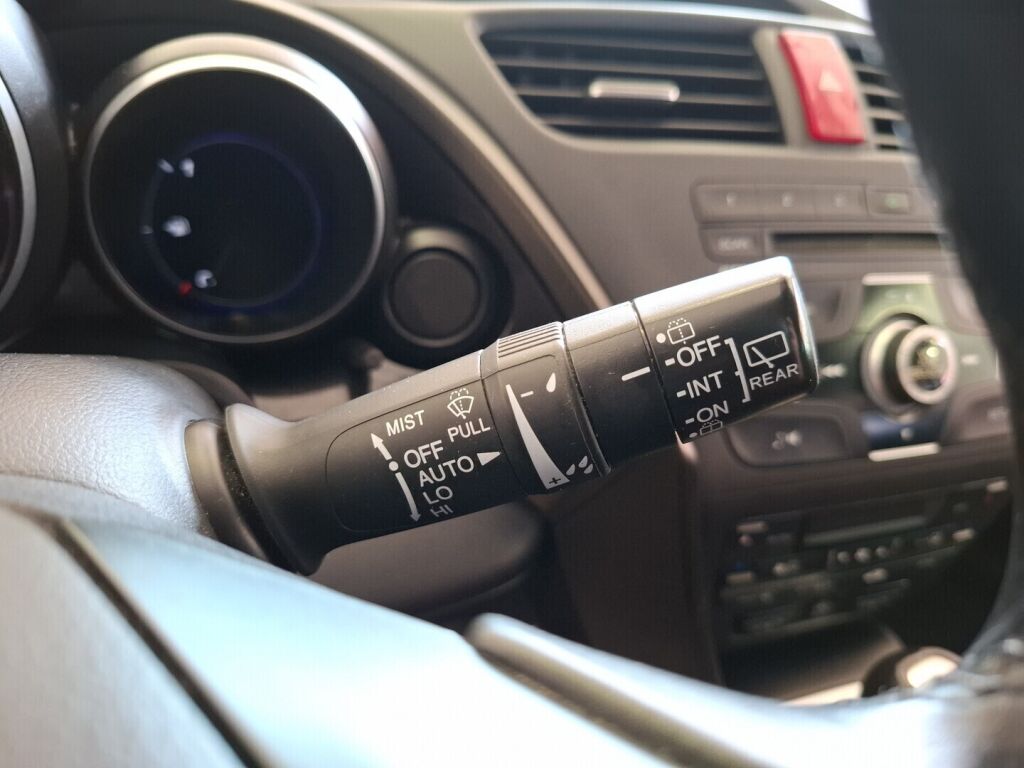 MIST
PULL
OFF
AUTO
LO
HI
- 
+
OFF
INT
ON
REAR